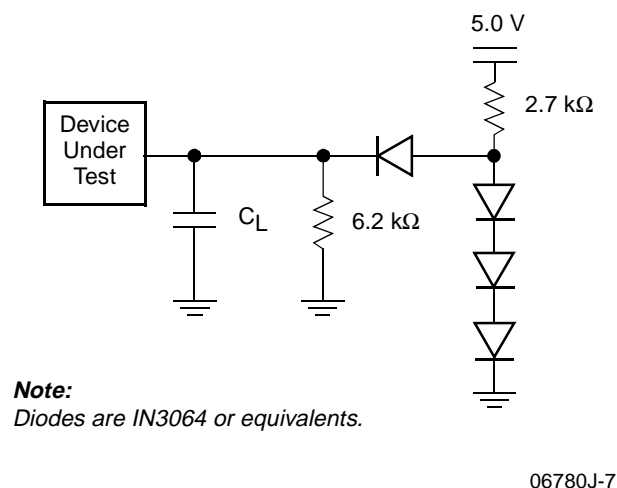 5.0 V
2.7 kΩ
Device
Under
Test
CL
6.2 kΩ
Note:
Diodes are IN3064 or equivalents.
06780J-7